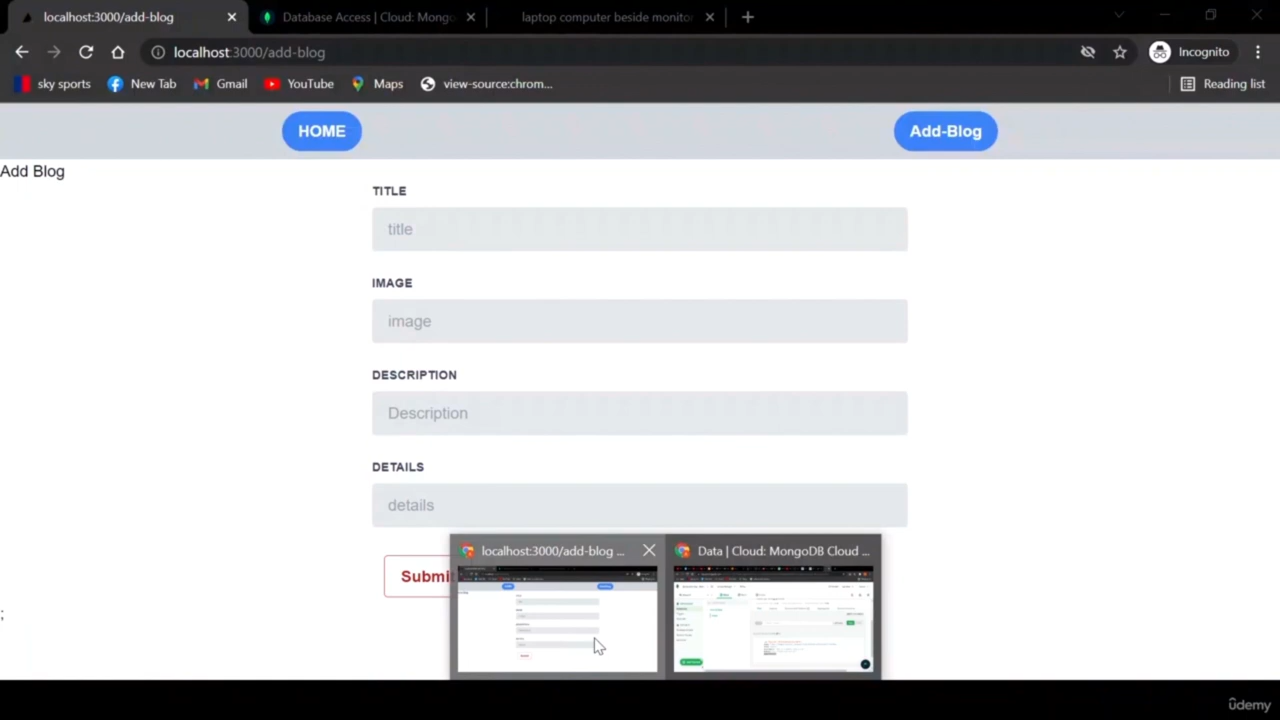 localhost:3000/add-blog
Database Access | Cloud: Mongo
laptop computer beside monitor
localhost:3000/add-blog
Incognito
sky sports
New Tab
Gmail
YouTube
Maps
view-source:chrom...
Reading list
HOME
Add-Blog
Add Blog
TITLE
title
IMAGE
image
DESCRIPTION
Description
DETAILS
details
Submi
localhost:3000/add-blog ...
Data | Cloud: MongoDB Cloud ...
;
ûdemy